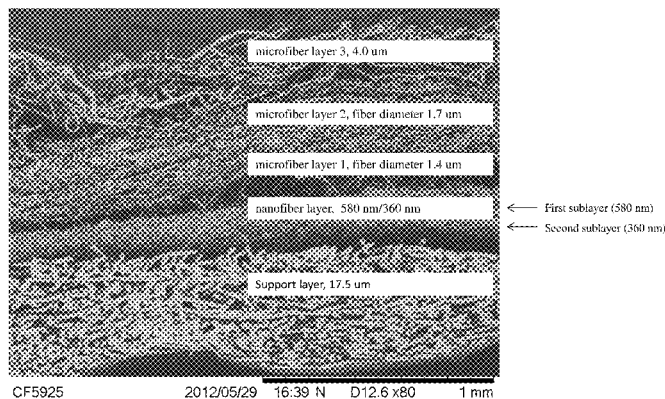 microfiber layer 3, 4.0 um
microfiber layer 2, fiber diameter 1.7 um
microfiber layer 1, fiber diameter 1.4 um
nanofiber layer, 580 nm/360 nm
First sublayer (580 nm)
Second sublayer (360 nm)
Support layer, 17.5 um
CF5925 2012/05/29 16:39 N D12.6 x80 1 mm